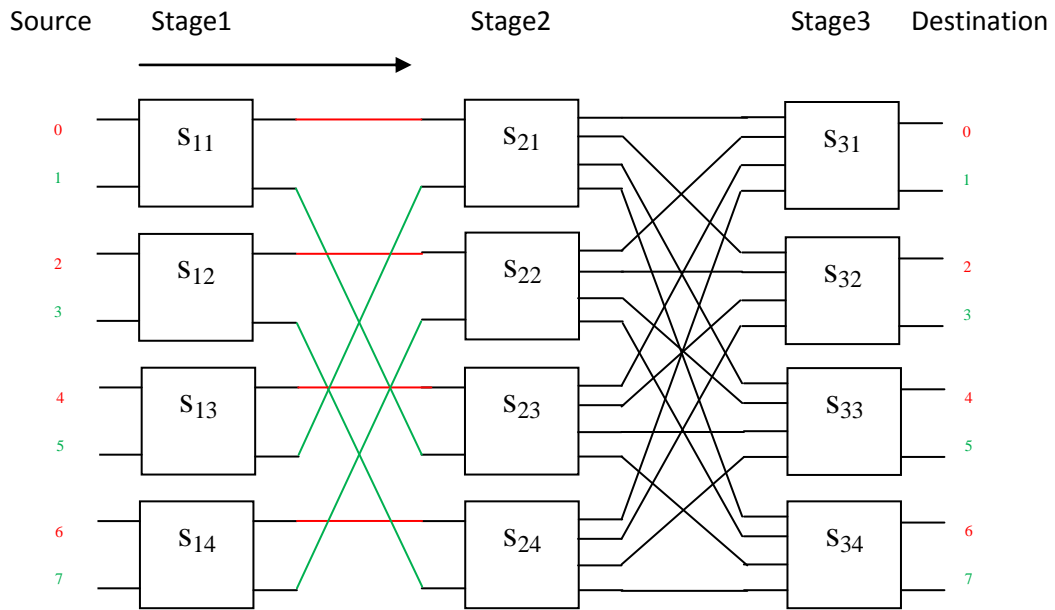 Source Stage1 Stage2 Stage3 Destination
0 S11 S21 S31 0
1 1
2 S12 S22 S32 2
3 3
4 S13 S23 S33 4
5 5
6 S14 S24 S34 6
7 7